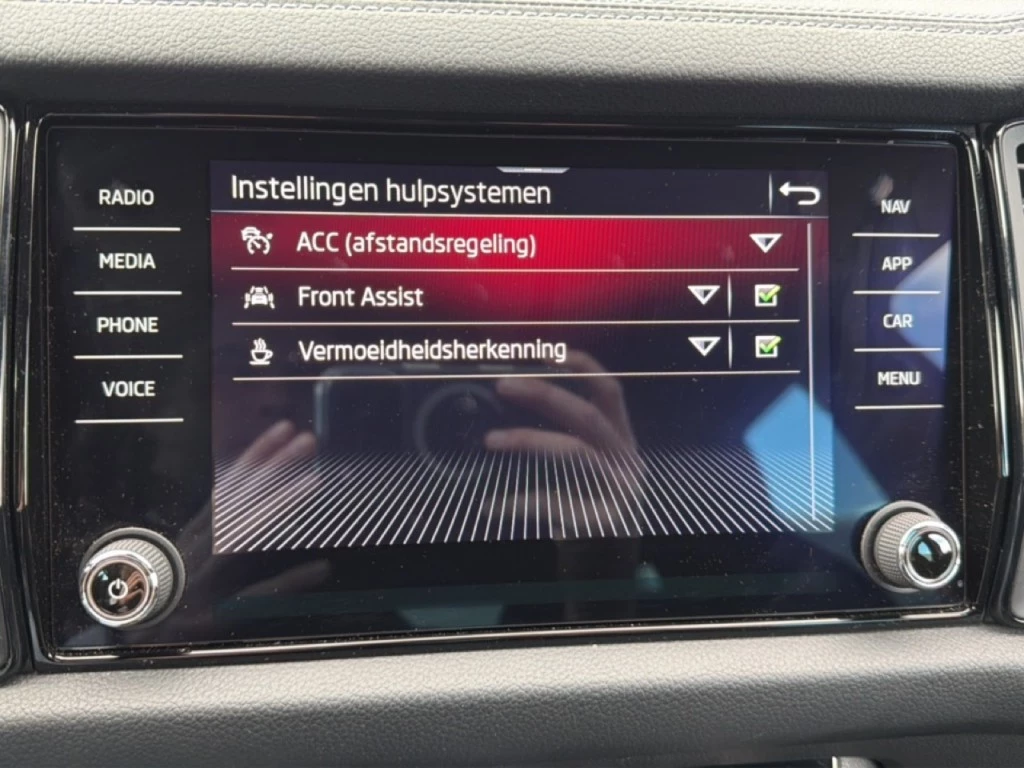 Instellingen hulpsystemen
ACC (afstandsregeling)
Front Assist
Vermoeidheidsherkenning
RADIO
MEDIA
PHONE
VOICE
NAV
APP
CAR
MENU